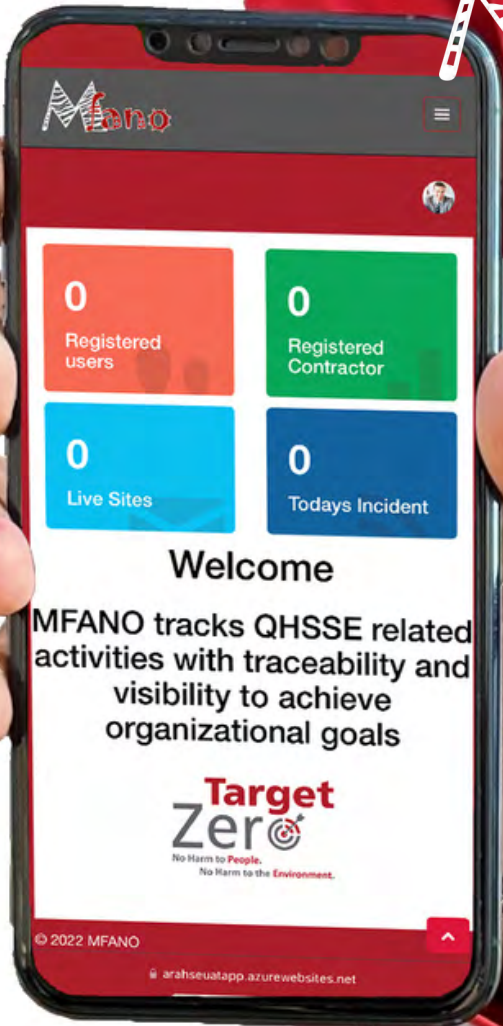 Mfano
0
Registered
users
0
Registered
Contractor
0
Live Sites
0
Todays Incident
Welcome
MFANO tracks QHSSE related
activities with traceability and
visibility to achieve
organizational goals
Target
Zero
No Harm to People.
No Harm to the Environment.
© 2022 MFANO
arahseuatapp.azurewebsites.net